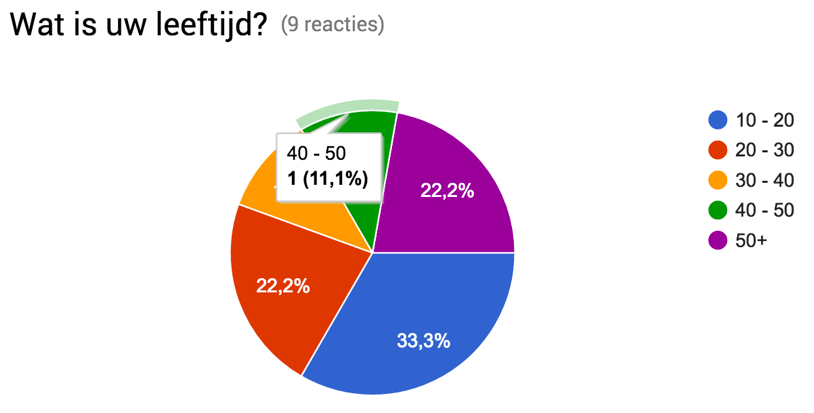 Wat is uw leeftijd? (9 reacties)
40 - 50
1 (11,1%)
22,2%
22,2%
33,3%
10 - 20
20 - 30
30 - 40
40 - 50
50+